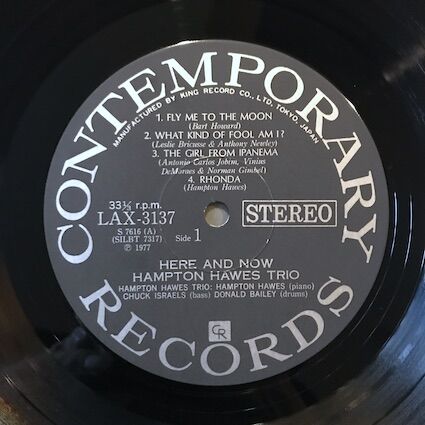 CONTEMPORARY
MANUFACTURED BY KING RECORD CO., LTD. TOKYO, JAPAN
1. FLY ME TO THE MOON
(Bart Howard)
2. WHAT KIND OF FOOL AM I?
(Leslie Bricusse & Anthony Newley)
3. THE GIRL FROM IPANEMA
(Antonio Carlos Jobim, Vinius
DeMoraes & Norman Gimbel)
4. RHONDA
(Hampton Hawes)
33⅓ r.p.m.
LAX-3137
STEREO
S 7616 (A)
(SILBT 7317)
Side 1
℗ 1977
HERE AND NOW
HAMPTON HAWES TRIO
HAMPTON HAWES TRIO: HAMPTON HAWES (piano)
CHUCK ISRAELS (bass) DONALD BAILEY (drums)
CR
RECORDS